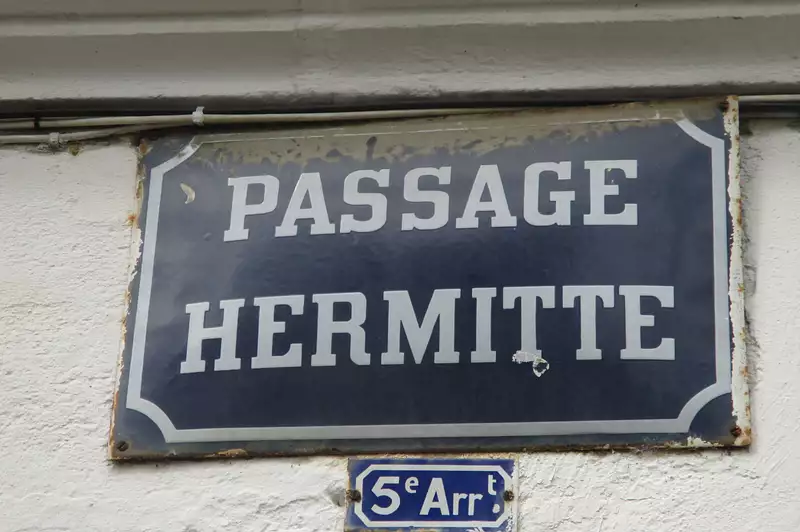 PASSAGE
HERMITTE
5e Arrt.